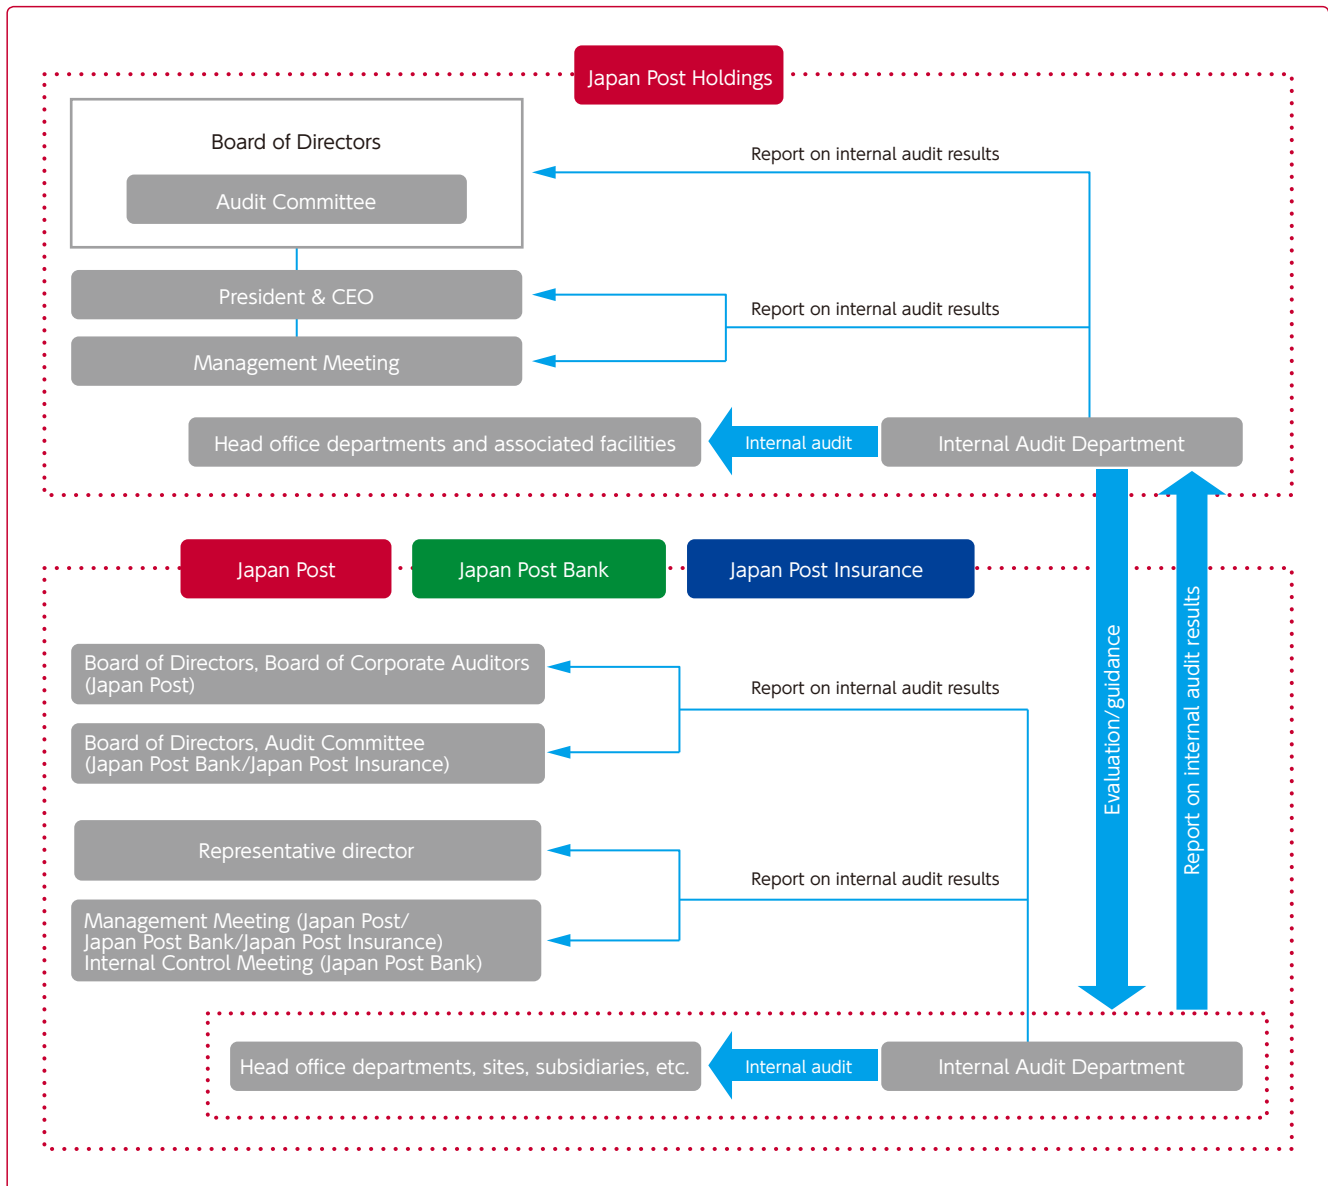 Japan Post Holdings
Board of Directors
Audit Committee
Report on internal audit results
President & CEO
Report on internal audit results
Management Meeting
Head office departments and associated facilities
Internal audit
Internal Audit Department
Japan Post
Japan Post Bank
Japan Post Insurance
Evaluation/guidance
Report on internal audit results
Board of Directors, Board of Corporate Auditors
(Japan Post)
Report on internal audit results
Board of Directors, Audit Committee
(Japan Post Bank/Japan Post Insurance)
Representative director
Report on internal audit results
Management Meeting (Japan Post/
Japan Post Bank/Japan Post Insurance)
Internal Control Meeting (Japan Post Bank)
Head office departments, sites, subsidiaries, etc.
Internal audit
Internal Audit Department